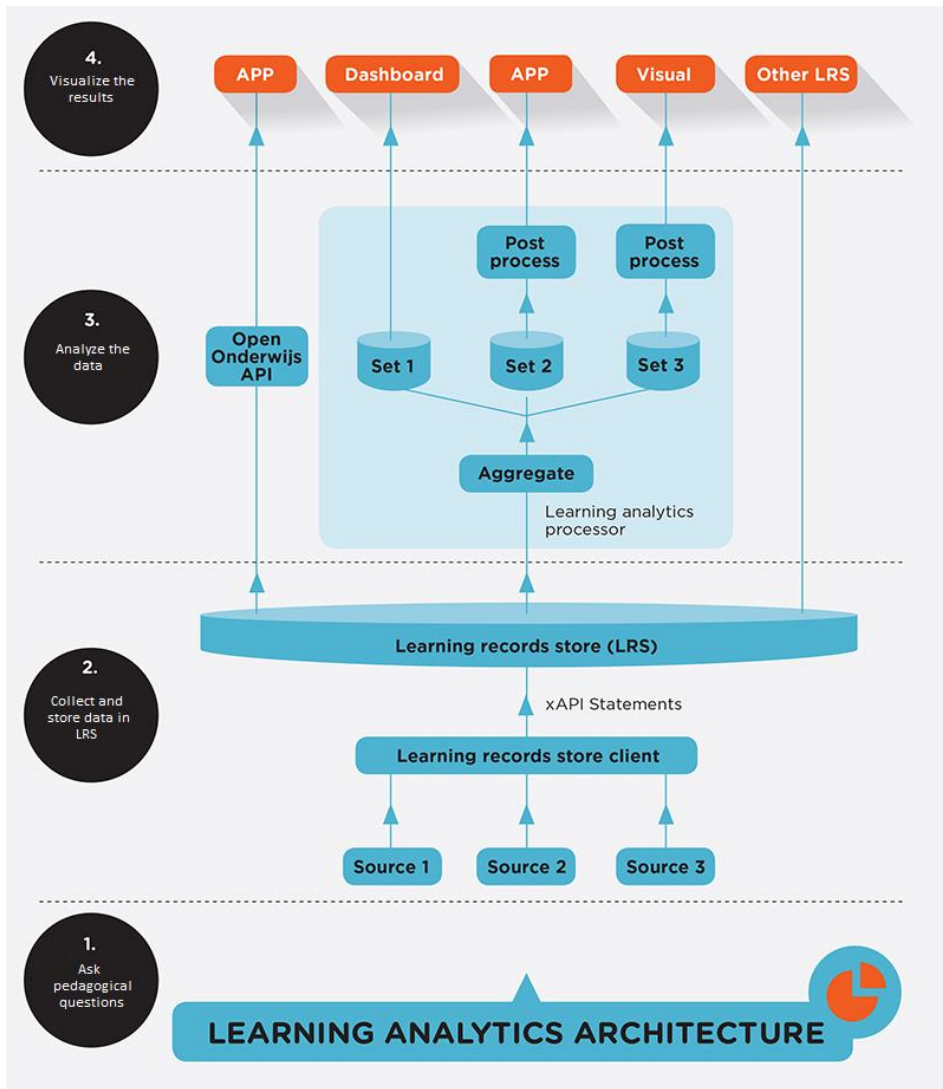 4.
Visualize the
results
APP
Dashboard
APP
Visual
Other LRS
3.
Analyze the
data
Open
Onderwijs
API
Post
process
Post
process
Set 1
Set 2
Set 3
Aggregate
Learning analytics
processor
2.
Collect and
store data in
LRS
Learning records store (LRS)
xAPI Statements
Learning records store client
Source 1
Source 2
Source 3
1.
Ask
pedagogical
questions
LEARNING ANALYTICS ARCHITECTURE